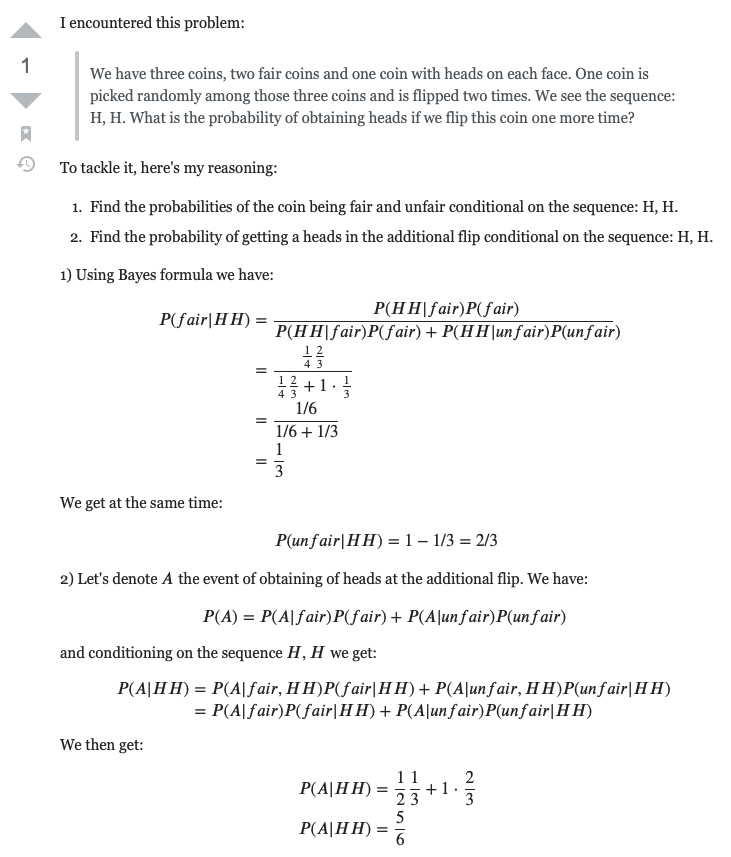 I encountered this problem:
1
We have three coins, two fair coins and one coin with heads on each face. One coin is
picked randomly among those three coins and is flipped two times. We see the sequence:
H, H. What is the probability of obtaining heads if we flip this coin one more time?
To tackle it, here's my reasoning:
1. Find the probabilities of the coin being fair and unfair conditional on the sequence: H, H.
2. Find the probability of getting a heads in the additional flip conditional on the sequence: H, H.
1) Using Bayes formula we have:
P(fair|HH) = \frac{P(HH|fair)P(fair)}{P(HH|fair)P(fair) + P(HH|unfair)P(unfair)}
= \frac{\frac{1}{4}\frac{2}{3}}{\frac{1}{4}\frac{2}{3} + 1 \cdot \frac{1}{3}}
= \frac{1/6}{1/6 + 1/3}
= \frac{1}{3}
We get at the same time:
P(unfair|HH) = 1 − 1/3 = 2/3
2) Let's denote A the event of obtaining of heads at the additional flip. We have:
P(A) = P(A|fair)P(fair) + P(A|unfair)P(unfair)
and conditioning on the sequence H, H we get:
P(A|HH) = P(A|fair, HH)P(fair|HH) + P(A|unfair, HH)P(unfair|HH)
= P(A|fair)P(fair|HH) + P(A|unfair)P(unfair|HH)
We then get:
P(A|HH) = \frac{1}{2}\frac{1}{3} + 1 \cdot \frac{2}{3}
P(A|HH) = \frac{5}{6}